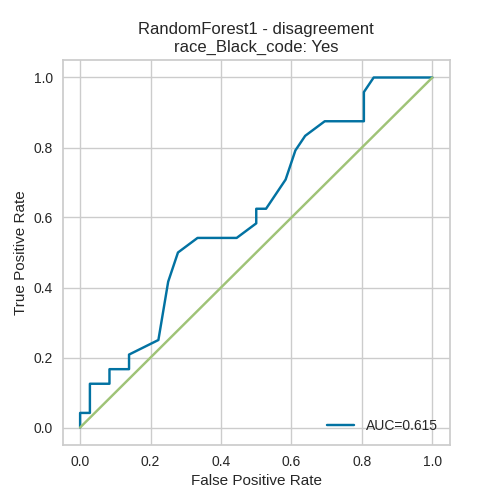 RandomForest1 - disagreement
race_Black_code: Yes
1.0
0.8
0.6
0.4
0.2
0.0
True Positive Rate
AUC=0.615
0.0 0.2 0.4 0.6 0.8 1.0
False Positive Rate